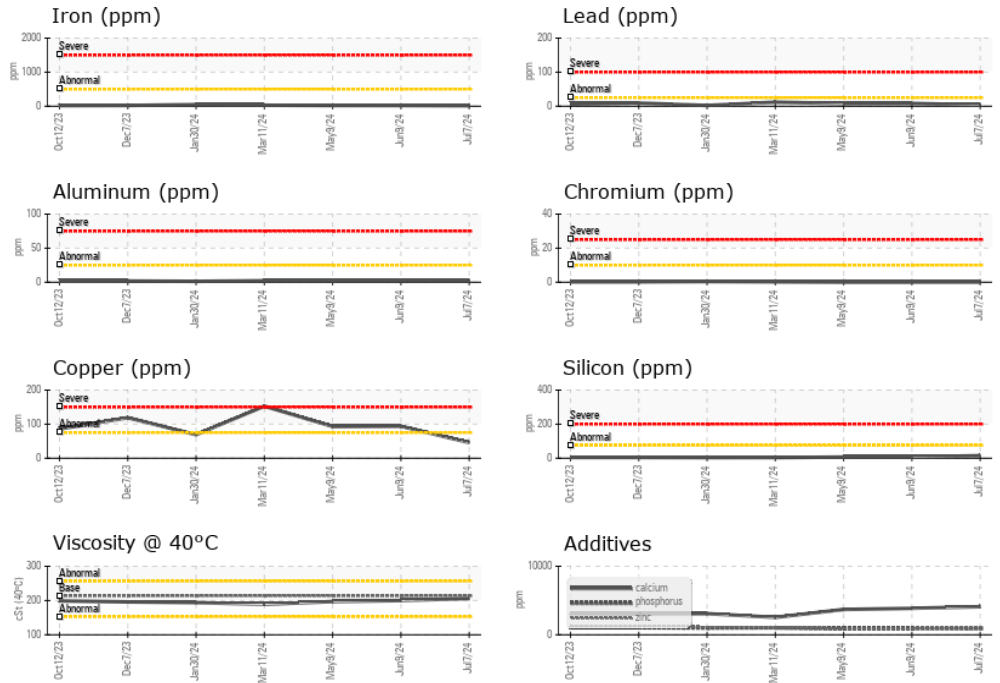 Iron (ppm)
2000
1000
0
ppm
Severe
Abnormal
Oct12/23
Dec7/23
Jan30/24
Mar11/24
May9/24
Jun9/24
Jul7/24
Lead (ppm)
200
100
0
ppm
Severe
Abnormal
Oct12/23
Dec7/23
Jan30/24
Mar11/24
May9/24
Jun9/24
Jul7/24
Aluminum (ppm)
100
50
0
ppm
Severe
Abnormal
Oct12/23
Dec7/23
Jan30/24
Mar11/24
May9/24
Jun9/24
Jul7/24
Chromium (ppm)
40
20
0
ppm
Severe
Abnormal
Oct12/23
Dec7/23
Jan30/24
Mar11/24
May9/24
Jun9/24
Jul7/24
Copper (ppm)
200
100
0
ppm
Severe
Abnormal
Oct12/23
Dec7/23
Jan30/24
Mar11/24
May9/24
Jun9/24
Jul7/24
Silicon (ppm)
400
200
0
ppm
Severe
Abnormal
Oct12/23
Dec7/23
Jan30/24
Mar11/24
May9/24
Jun9/24
Jul7/24
Viscosity @ 40°C
300
200
100
cSt (40°C)
Abnormal
Base
Abnormal
Oct12/23
Dec7/23
Jan30/24
Mar11/24
May9/24
Jun9/24
Jul7/24
Additives
10000
0
ppm
calcium
phosphorus
zinc
Oct12/23
Dec7/23
Jan30/24
Mar11/24
May9/24
Jun9/24
Jul7/24